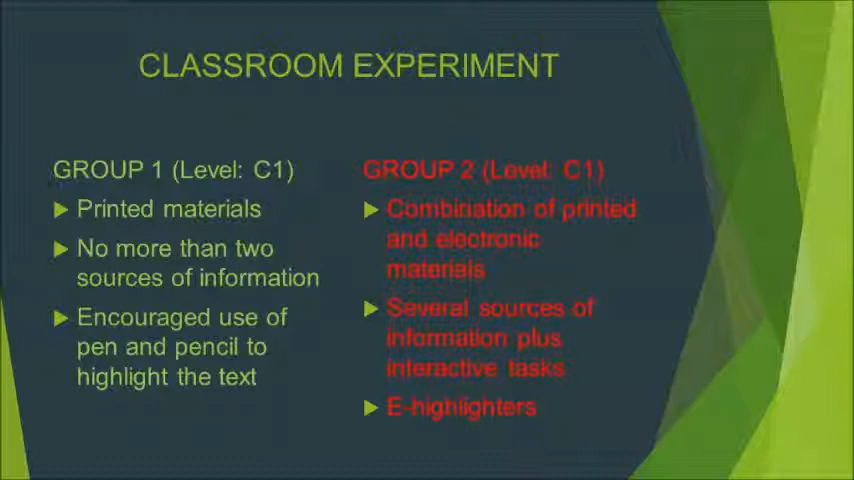 CLASSROOM EXPERIMENT
GROUP 1 (Level: C1)
Printed materials
No more than two
sources of information
Encouraged use of
pen and pencil to
highlight the text
GROUP 2 (Level: C1)
Combination of printed
and electronic
materials
Several sources of
information plus
interactive tasks
E-highlighters